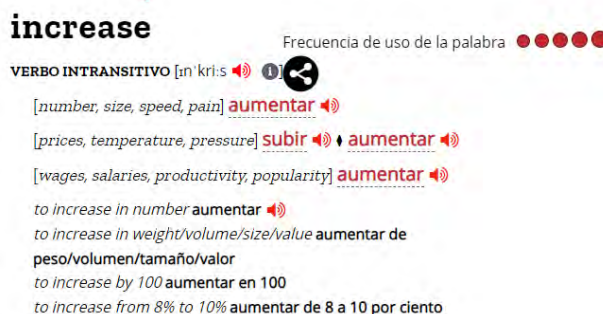 increase
Frecuencia de uso de la palabra
VERBO INTRANSITIVO [ɪnˈkriːs i]
[number, size, speed, pain] aumentar
[prices, temperature, pressure] subir ♦ aumentar
[wages, salaries, productivity, popularity] aumentar
to increase in number aumentar
to increase in weight/volume/size/value aumentar de
peso/volumen/tamaño/valor
to increase by 100 aumentar en 100
to increase from 8% to 10% aumentar de 8 a 10 por ciento